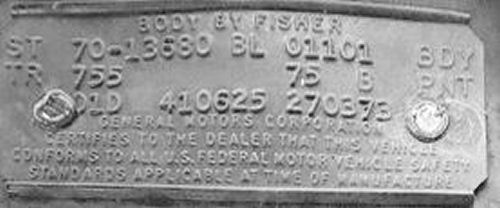 BODY BY FISHER
ST 70-13680 BL 01101 BDY
TR 755 75 B PNT
01D 410625 270373
GENERAL MOTORS CORPORATION
CERTIFIES TO THE DEALER THAT THIS VEHICLE
CONFORMS TO ALL U.S. FEDERAL MOTOR VEHICLE SAFETY
STANDARDS APPLICABLE AT TIME OF MANUFACTURE